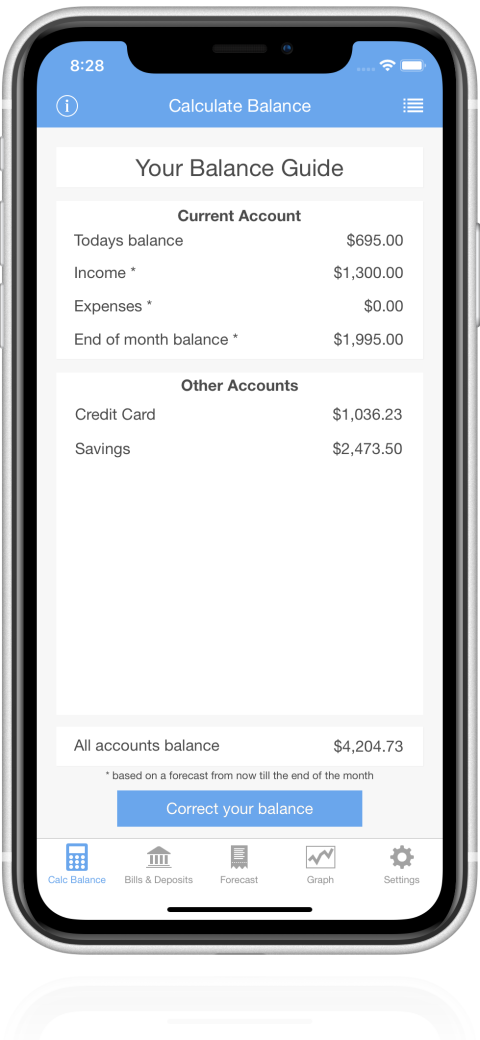 8:28
Calculate Balance
Your Balance Guide
Current Account
Todays balance $695.00
Income * $1,300.00
Expenses * $0.00
End of month balance * $1,995.00
Other Accounts
Credit Card $1,036.23
Savings $2,473.50
All accounts balance $4,204.73
* based on a forecast from now till the end of the month
Correct your balance
Calc Balance Bills & Deposits Forecast Graph Settings